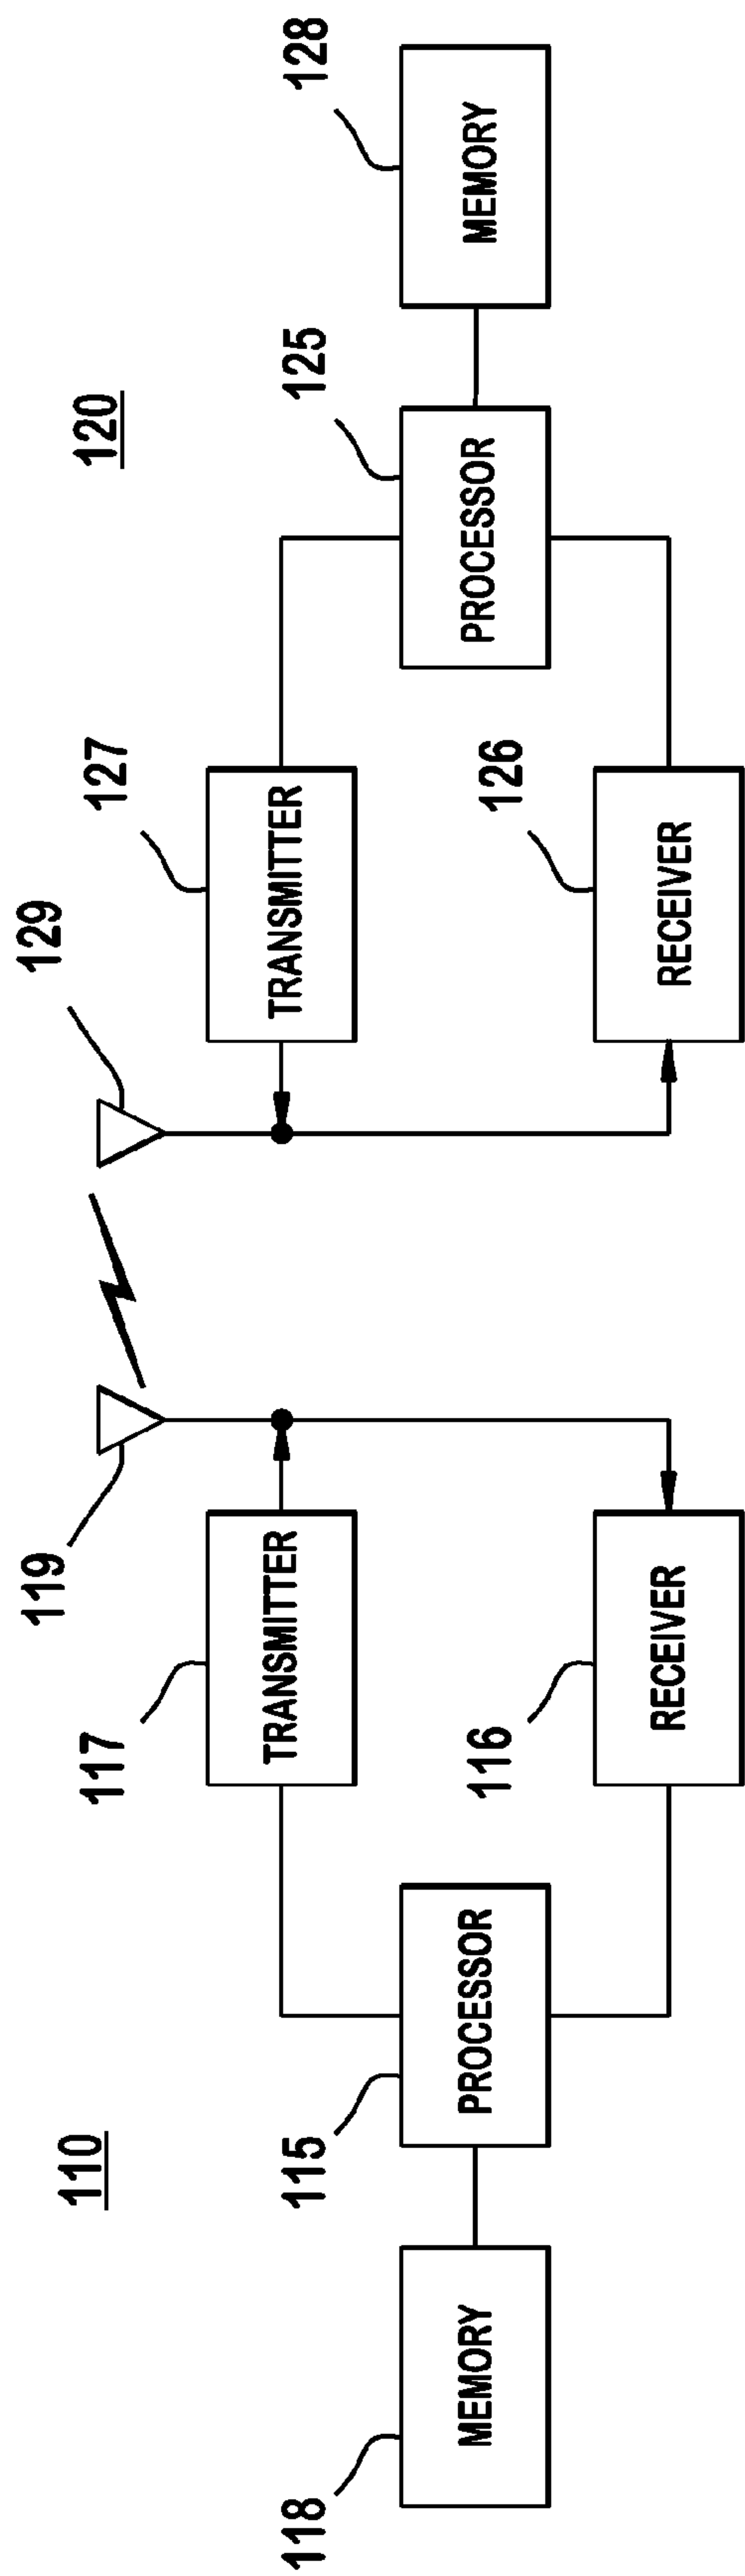 110
120
119
129
117
TRANSMITTER
127
TRANSMITTER
118
MEMORY
115
PROCESSOR
125
PROCESSOR
128
MEMORY
116
RECEIVER
126
RECEIVER